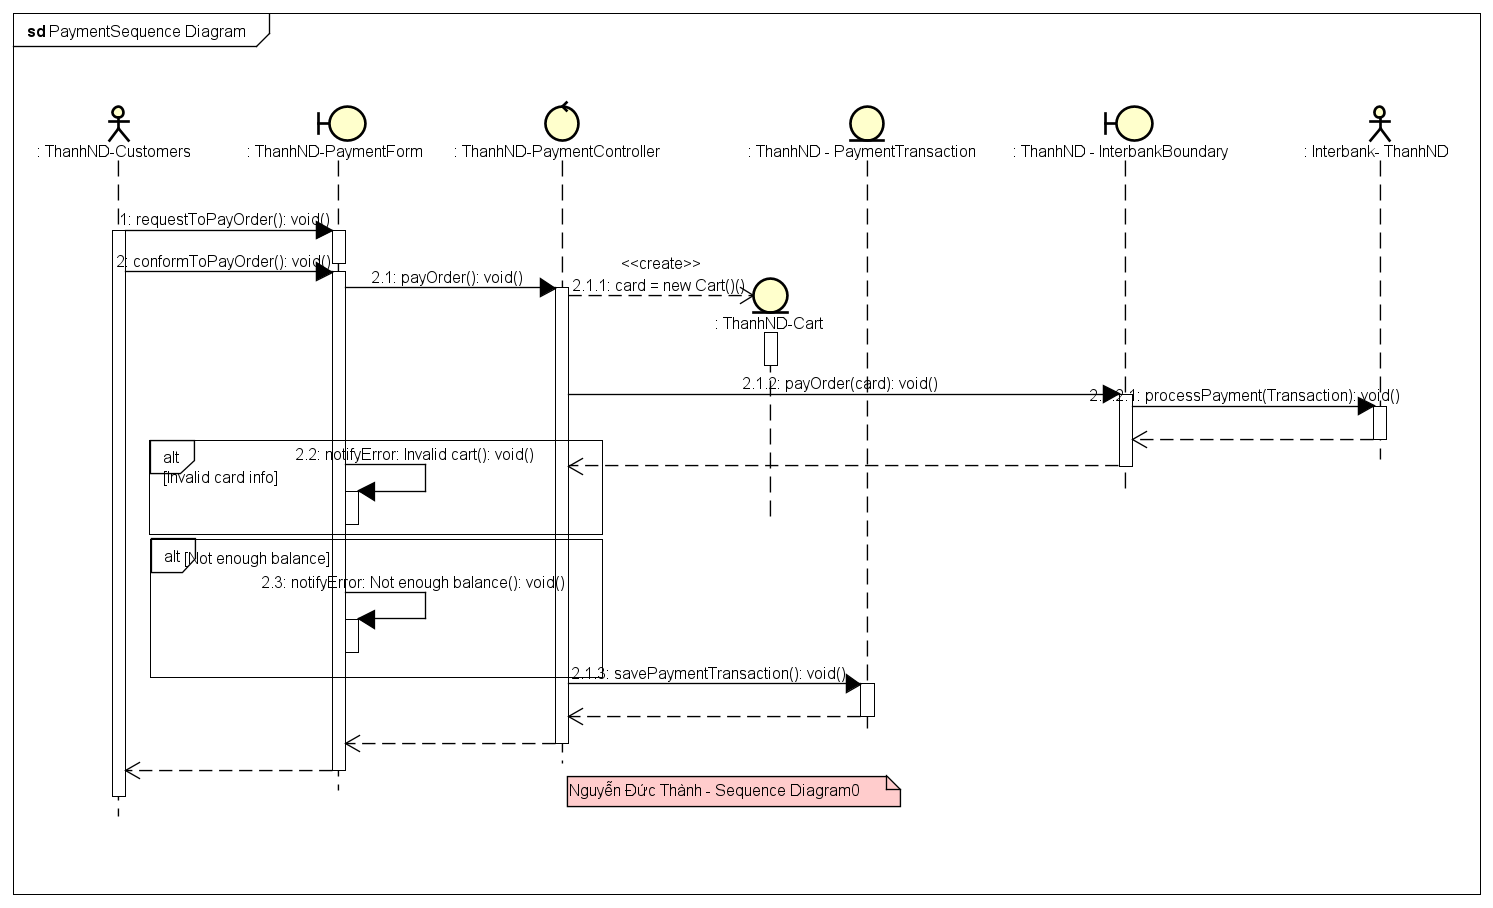 sd PaymentSequence Diagram
: ThanhND-Customers
: ThanhND-PaymentForm
: ThanhND-PaymentController
: ThanhND - PaymentTransaction
: ThanhND - InterbankBoundary
: Interbank- ThanhND
1: requestToPayOrder(): void()
2: conformToPayOrder(): void()
2.1: payOrder(): void()
<<create>>
2.1.1: card = new Cart()()
: ThanhND-Cart
2.1.2: payOrder(card): void()
2.1.2.1: processPayment(Transaction): void()
alt
[Invalid card info]
2.2: notifyError: Invalid cart(): void()
alt
[Not enough balance]
2.3: notifyError: Not enough balance(): void()
2.1.3: savePaymentTransaction(): void()
Nguyễn Đức Thành - Sequence Diagram0